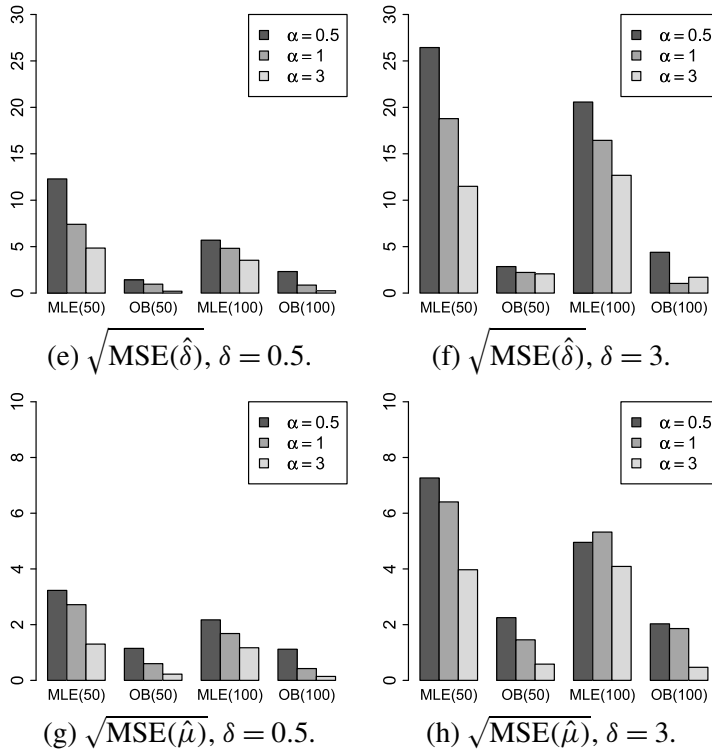 30
25
20
15
10
5
0
α = 0.5
α = 1
α = 3
MLE(50) OB(50) MLE(100) OB(100)
(e) √MSE(δ̂), δ = 0.5.
30
25
20
15
10
5
0
α = 0.5
α = 1
α = 3
MLE(50) OB(50) MLE(100) OB(100)
(f) √MSE(δ̂), δ = 3.
10
8
6
4
2
0
α = 0.5
α = 1
α = 3
MLE(50) OB(50) MLE(100) OB(100)
(g) √MSE(μ̂), δ = 0.5.
10
8
6
4
2
0
α = 0.5
α = 1
α = 3
MLE(50) OB(50) MLE(100) OB(100)
(h) √MSE(μ̂), δ = 3.